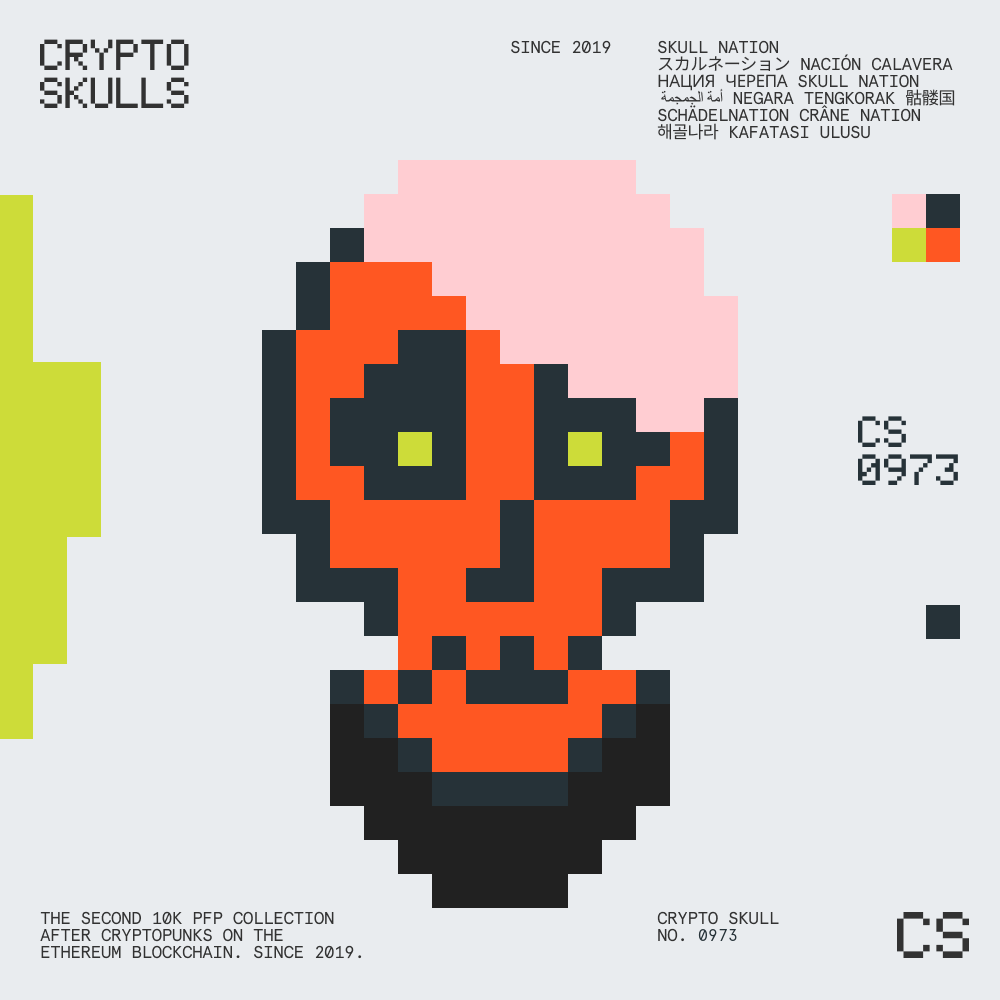 CRYPTO
SKULLS
SINCE 2019
SKULL NATION
スカルネーション NACIÓN CALAVERA
НАЦИЯ ЧЕРЕПА SKULL NATION
أمة الجمجمة NEGARA TENGKORAK 骷髅国
SCHÄDELNATION CRÂNE NATION
해골나라 KAFATASI ULUSU
CS
0973
THE SECOND 10K PFP COLLECTION
AFTER CRYPTOPUNKS ON THE
ETHEREUM BLOCKCHAIN. SINCE 2019.
CRYPTO SKULL
NO. 0973
CS